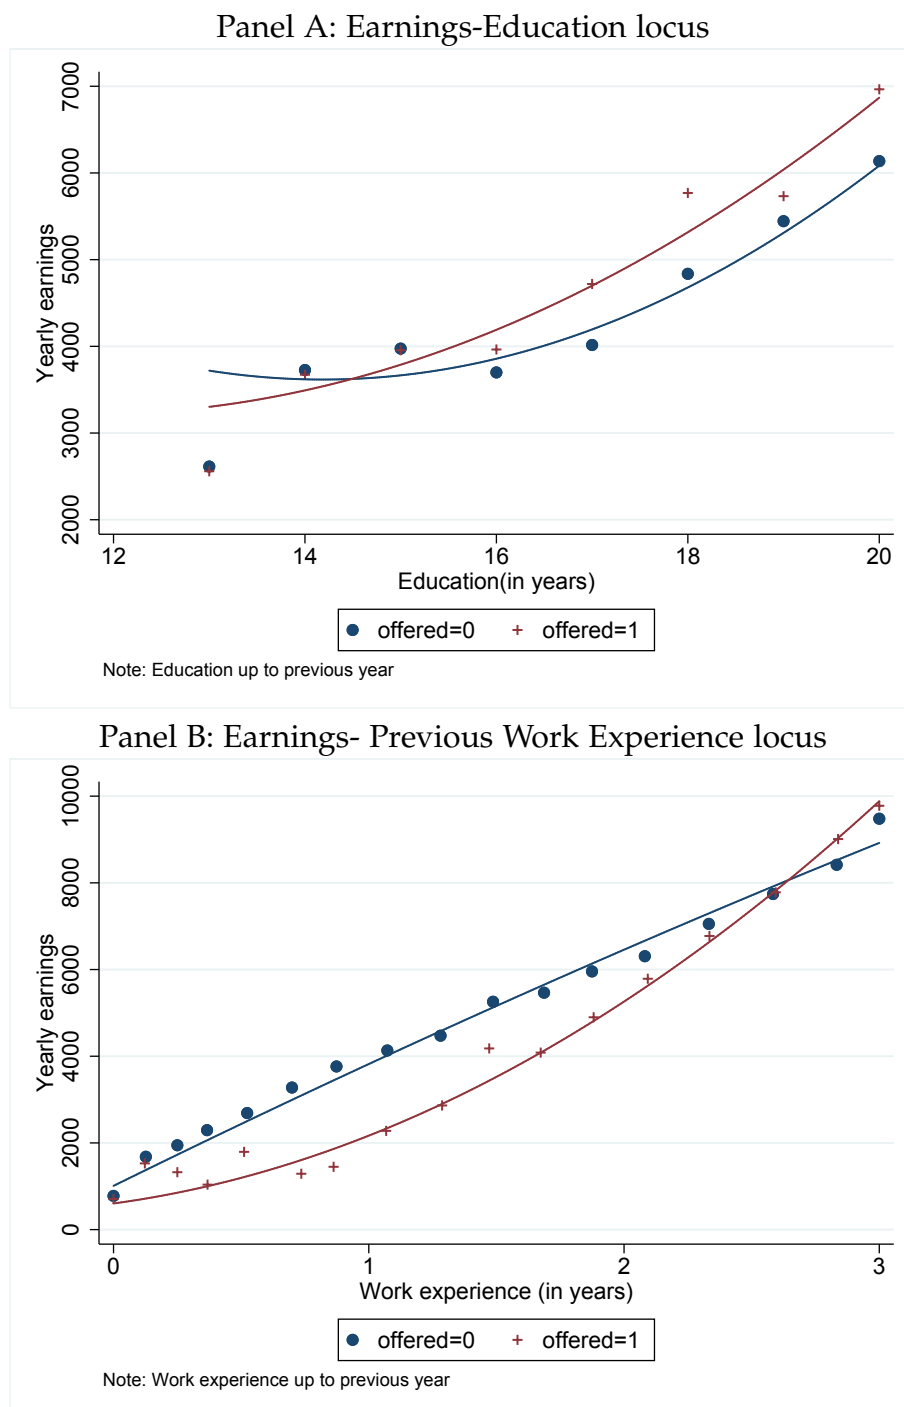 Panel A: Earnings-Education locus
Yearly earnings
7000
6000
5000
4000
3000
2000
12 14 16 18 20
Education(in years)
offered=0 offered=1
Note: Education up to previous year
Panel B: Earnings- Previous Work Experience locus
Yearly earnings
10000
8000
6000
4000
2000
0
0 1 2 3
Work experience (in years)
offered=0 offered=1
Note: Work experience up to previous year